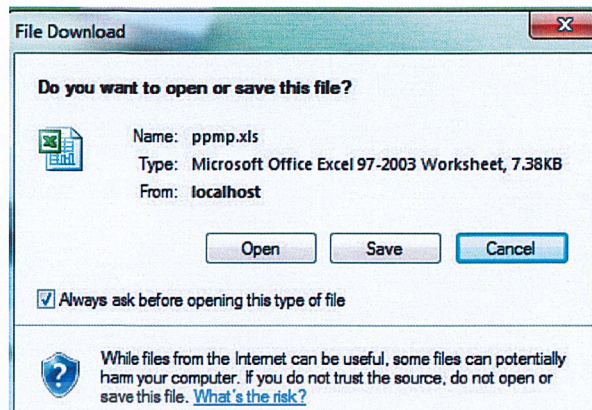 File Download
X
Do you want to open or save this file?
Name: ppmp.xls
Type: Microsoft Office Excel 97-2003 Worksheet, 7.38KB
From: localhost
Open Save Cancel
Always ask before opening this type of file
While files from the Internet can be useful, some files can potentially
harm your computer. If you do not trust the source, do not open or
save this file. What's the risk?